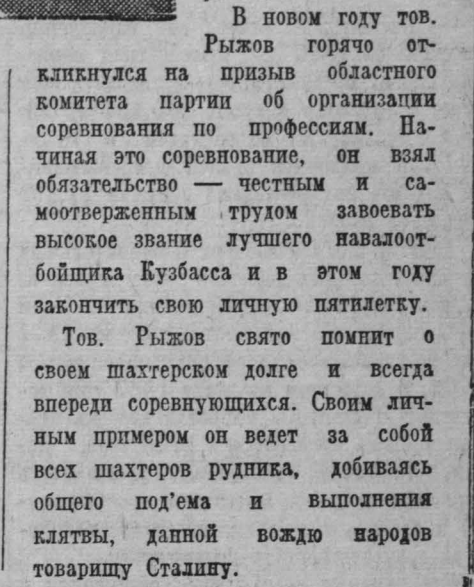 В новом году тов.
Рыжов горячо от-
кликнулся на призыв областного
комитета партии об организации
соревнования по профессиям. На-
чиная это соревнование, он взял
обязательство — честным и са-
моотверженным трудом завоевать
высокое звание лучшего навалоот-
бойщика Кузбасса и в этом году
закончить свою личную пятилетку.
Тов. Рыжов свято помнит о
своем шахтерском долге и всегда
впереди соревнующихся. Своим лич-
ным примером он ведет за собой
всех шахтеров рудника, добиваясь
общего под'ема и выполнения
клятвы, данной вождю народов
товарищу Сталину.